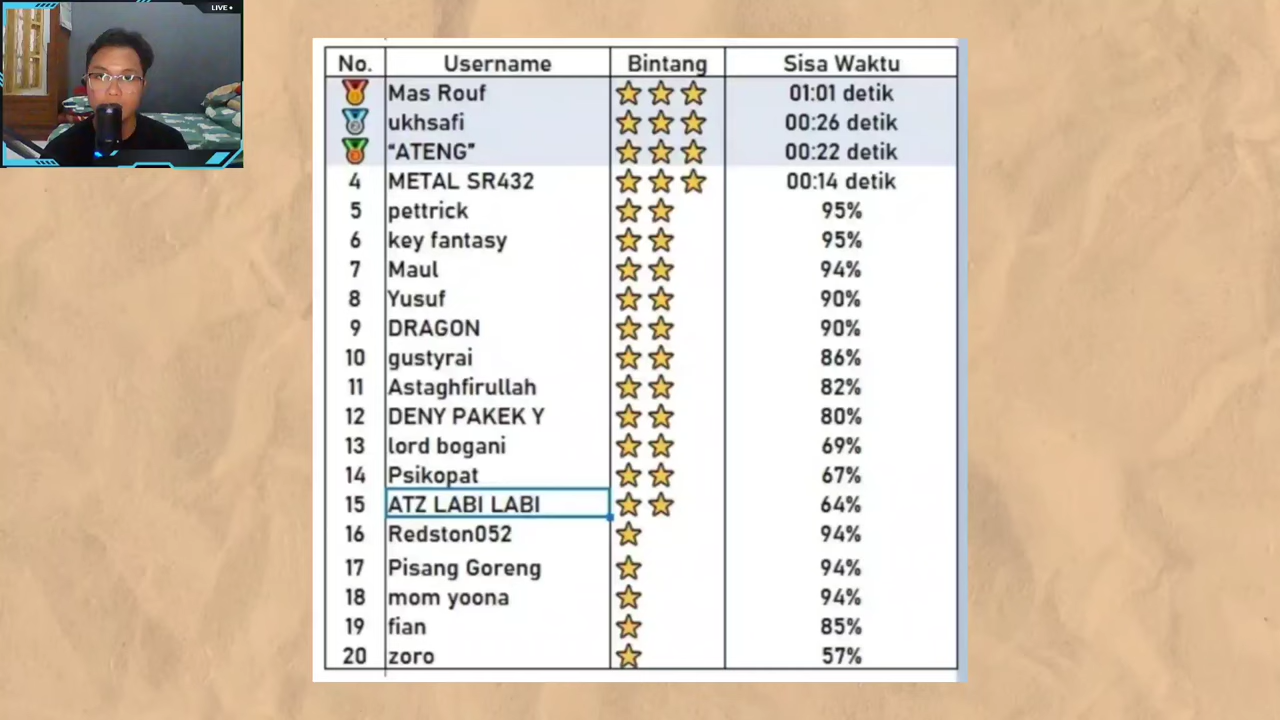 LIVE
No. Username Bintang Sisa Waktu
Mas Rouf 01:01 detik
ukhsafi 00:26 detik
“ATENG” 00:22 detik
4 METAL SR432 00:14 detik
5 pettrick 95%
6 key fantasy 95%
7 Maul 94%
8 Yusuf 90%
9 DRAGON 90%
10 gustyrai 86%
11 Astaghfirullah 82%
12 DENY PAKEK Y 80%
13 lord bogani 69%
14 Psikopat 67%
15 ATZ LABI LABI 64%
16 Redston052 94%
17 Pisang Goreng 94%
18 mom yoona 94%
19 fian 85%
20 zoro 57%